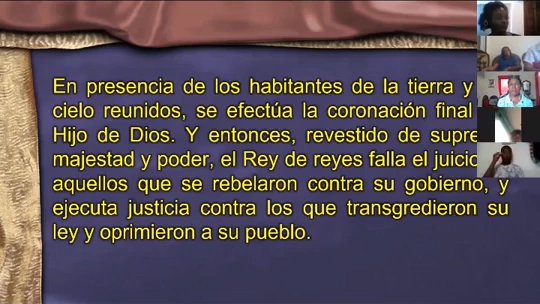 En presencia de los habitantes de la tierra y
cielo reunidos, se efectúa la coronación final
Hijo de Dios. Y entonces, revestido de supre
majestad y poder, el Rey de reyes falla el juicio
aquellos que se rebelaron contra su gobierno, y
ejecuta justicia contra los que transgredieron su
ley y oprimieron a su pueblo.